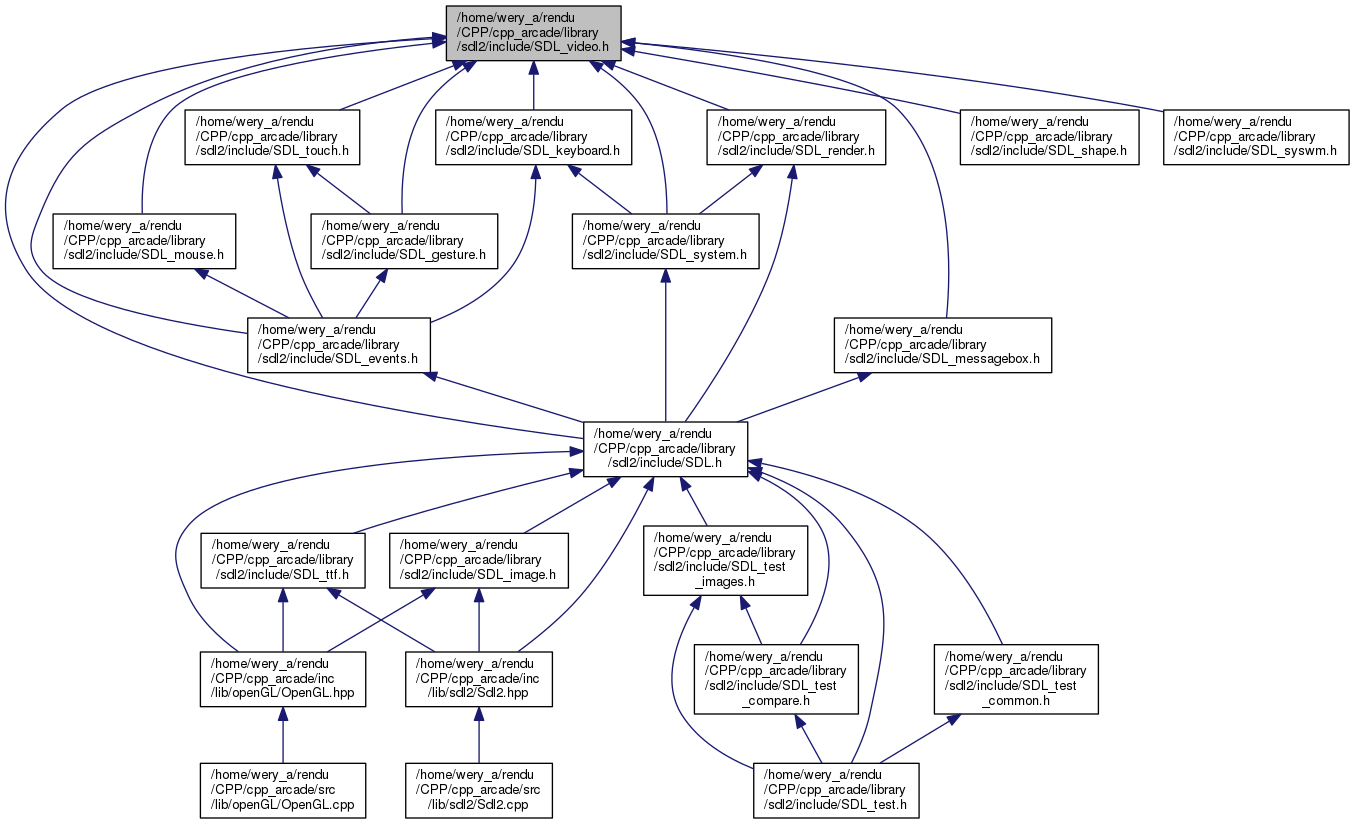 /home/wery_a/rendu
/CPP/cpp_arcade/library
/sdl2/include/SDL_video.h
/home/wery_a/rendu
/CPP/cpp_arcade/library
/sdl2/include/SDL_touch.h
/home/wery_a/rendu
/CPP/cpp_arcade/library
/sdl2/include/SDL_keyboard.h
/home/wery_a/rendu
/CPP/cpp_arcade/library
/sdl2/include/SDL_render.h
/home/wery_a/rendu
/CPP/cpp_arcade/library
/sdl2/include/SDL_shape.h
/home/wery_a/rendu
/CPP/cpp_arcade/library
/sdl2/include/SDL_syswm.h
/home/wery_a/rendu
/CPP/cpp_arcade/library
/sdl2/include/SDL_mouse.h
/home/wery_a/rendu
/CPP/cpp_arcade/library
/sdl2/include/SDL_gesture.h
/home/wery_a/rendu
/CPP/cpp_arcade/library
/sdl2/include/SDL_system.h
/home/wery_a/rendu
/CPP/cpp_arcade/library
/sdl2/include/SDL_events.h
/home/wery_a/rendu
/CPP/cpp_arcade/library
/sdl2/include/SDL_messagebox.h
/home/wery_a/rendu
/CPP/cpp_arcade/library
/sdl2/include/SDL.h
/home/wery_a/rendu
/CPP/cpp_arcade/library
/sdl2/include/SDL_ttf.h
/home/wery_a/rendu
/CPP/cpp_arcade/library
/sdl2/include/SDL_image.h
/home/wery_a/rendu
/CPP/cpp_arcade/library
/sdl2/include/SDL_test
_images.h
/home/wery_a/rendu
/CPP/cpp_arcade/inc
/lib/openGL/OpenGL.hpp
/home/wery_a/rendu
/CPP/cpp_arcade/inc
/lib/sdl2/Sdl2.hpp
/home/wery_a/rendu
/CPP/cpp_arcade/library
/sdl2/include/SDL_test
_compare.h
/home/wery_a/rendu
/CPP/cpp_arcade/library
/sdl2/include/SDL_test
_common.h
/home/wery_a/rendu
/CPP/cpp_arcade/src
/lib/openGL/OpenGL.cpp
/home/wery_a/rendu
/CPP/cpp_arcade/src
/lib/sdl2/Sdl2.cpp
/home/wery_a/rendu
/CPP/cpp_arcade/library
/sdl2/include/SDL_test.h